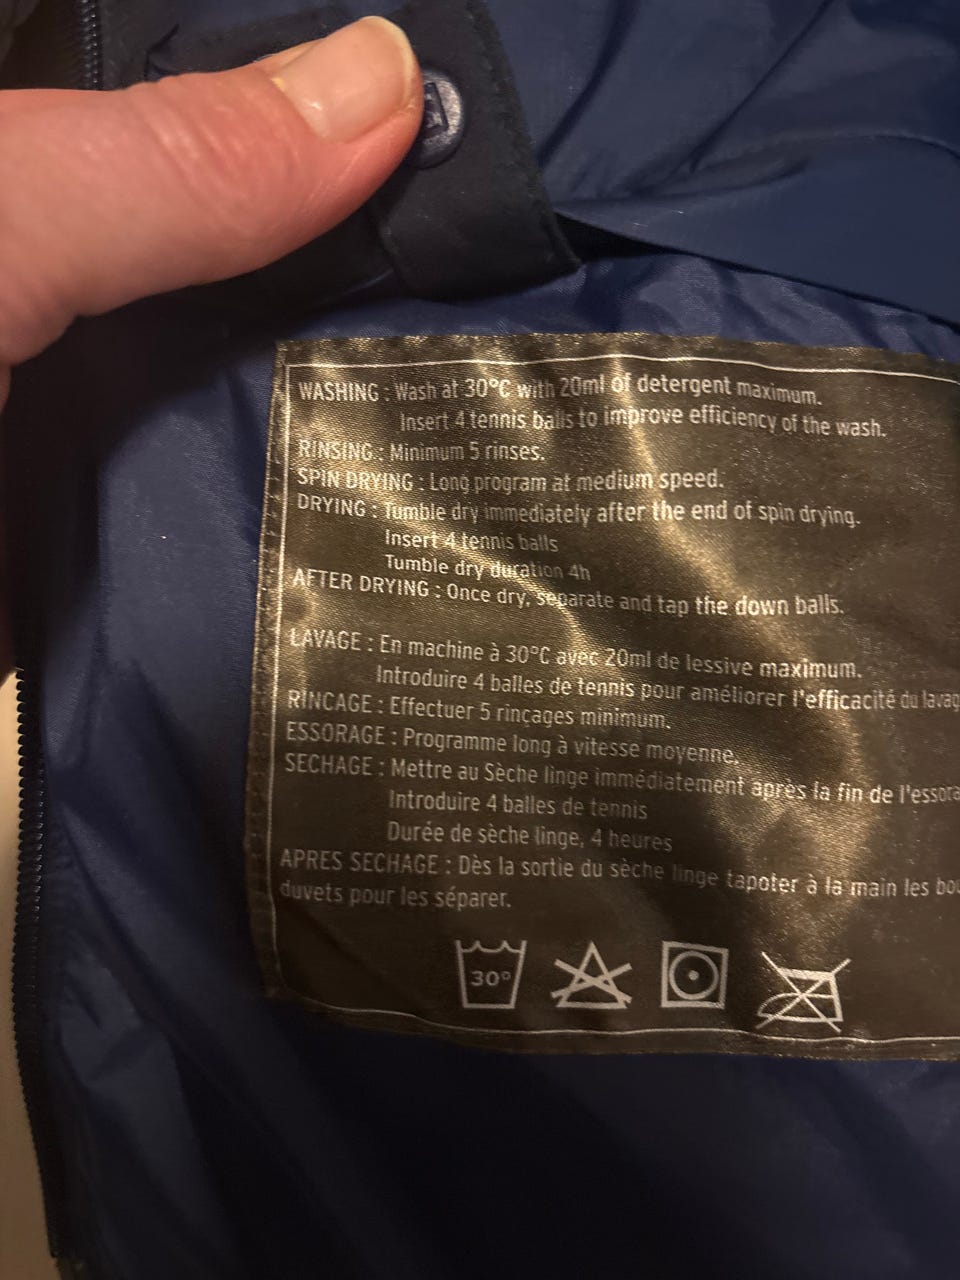 WASHING : Wash at 30°C with 20ml of detergent maximum.
Insert 4 tennis balls to improve efficiency of the wash.
RINSING : Minimum 5 rinses.
SPIN DRYING : Long program at medium speed.
DRYING : Tumble dry immediately after the end of spin drying.
Insert 4 tennis balls
Tumble dry duration 4h
AFTER DRYING : Once dry, separate and tap the down balls.
LAVAGE : En machine à 30°C avec 20ml de lessive maximum.
Introduire 4 balles de tennis pour améliorer l'efficacité du lavag
RINCAGE : Effectuer 5 rinçages minimum.
ESSORAGE : Programme long à vitesse moyenne.
SECHAGE : Mettre au Sèche linge immédiatement après la fin de l'essora
Introduire 4 balles de tennis
Durée de sèche linge, 4 heures
APRES SECHAGE : Dès la sortie du sèche linge tapoter à la main les bou
duvets pour les séparer.
30°